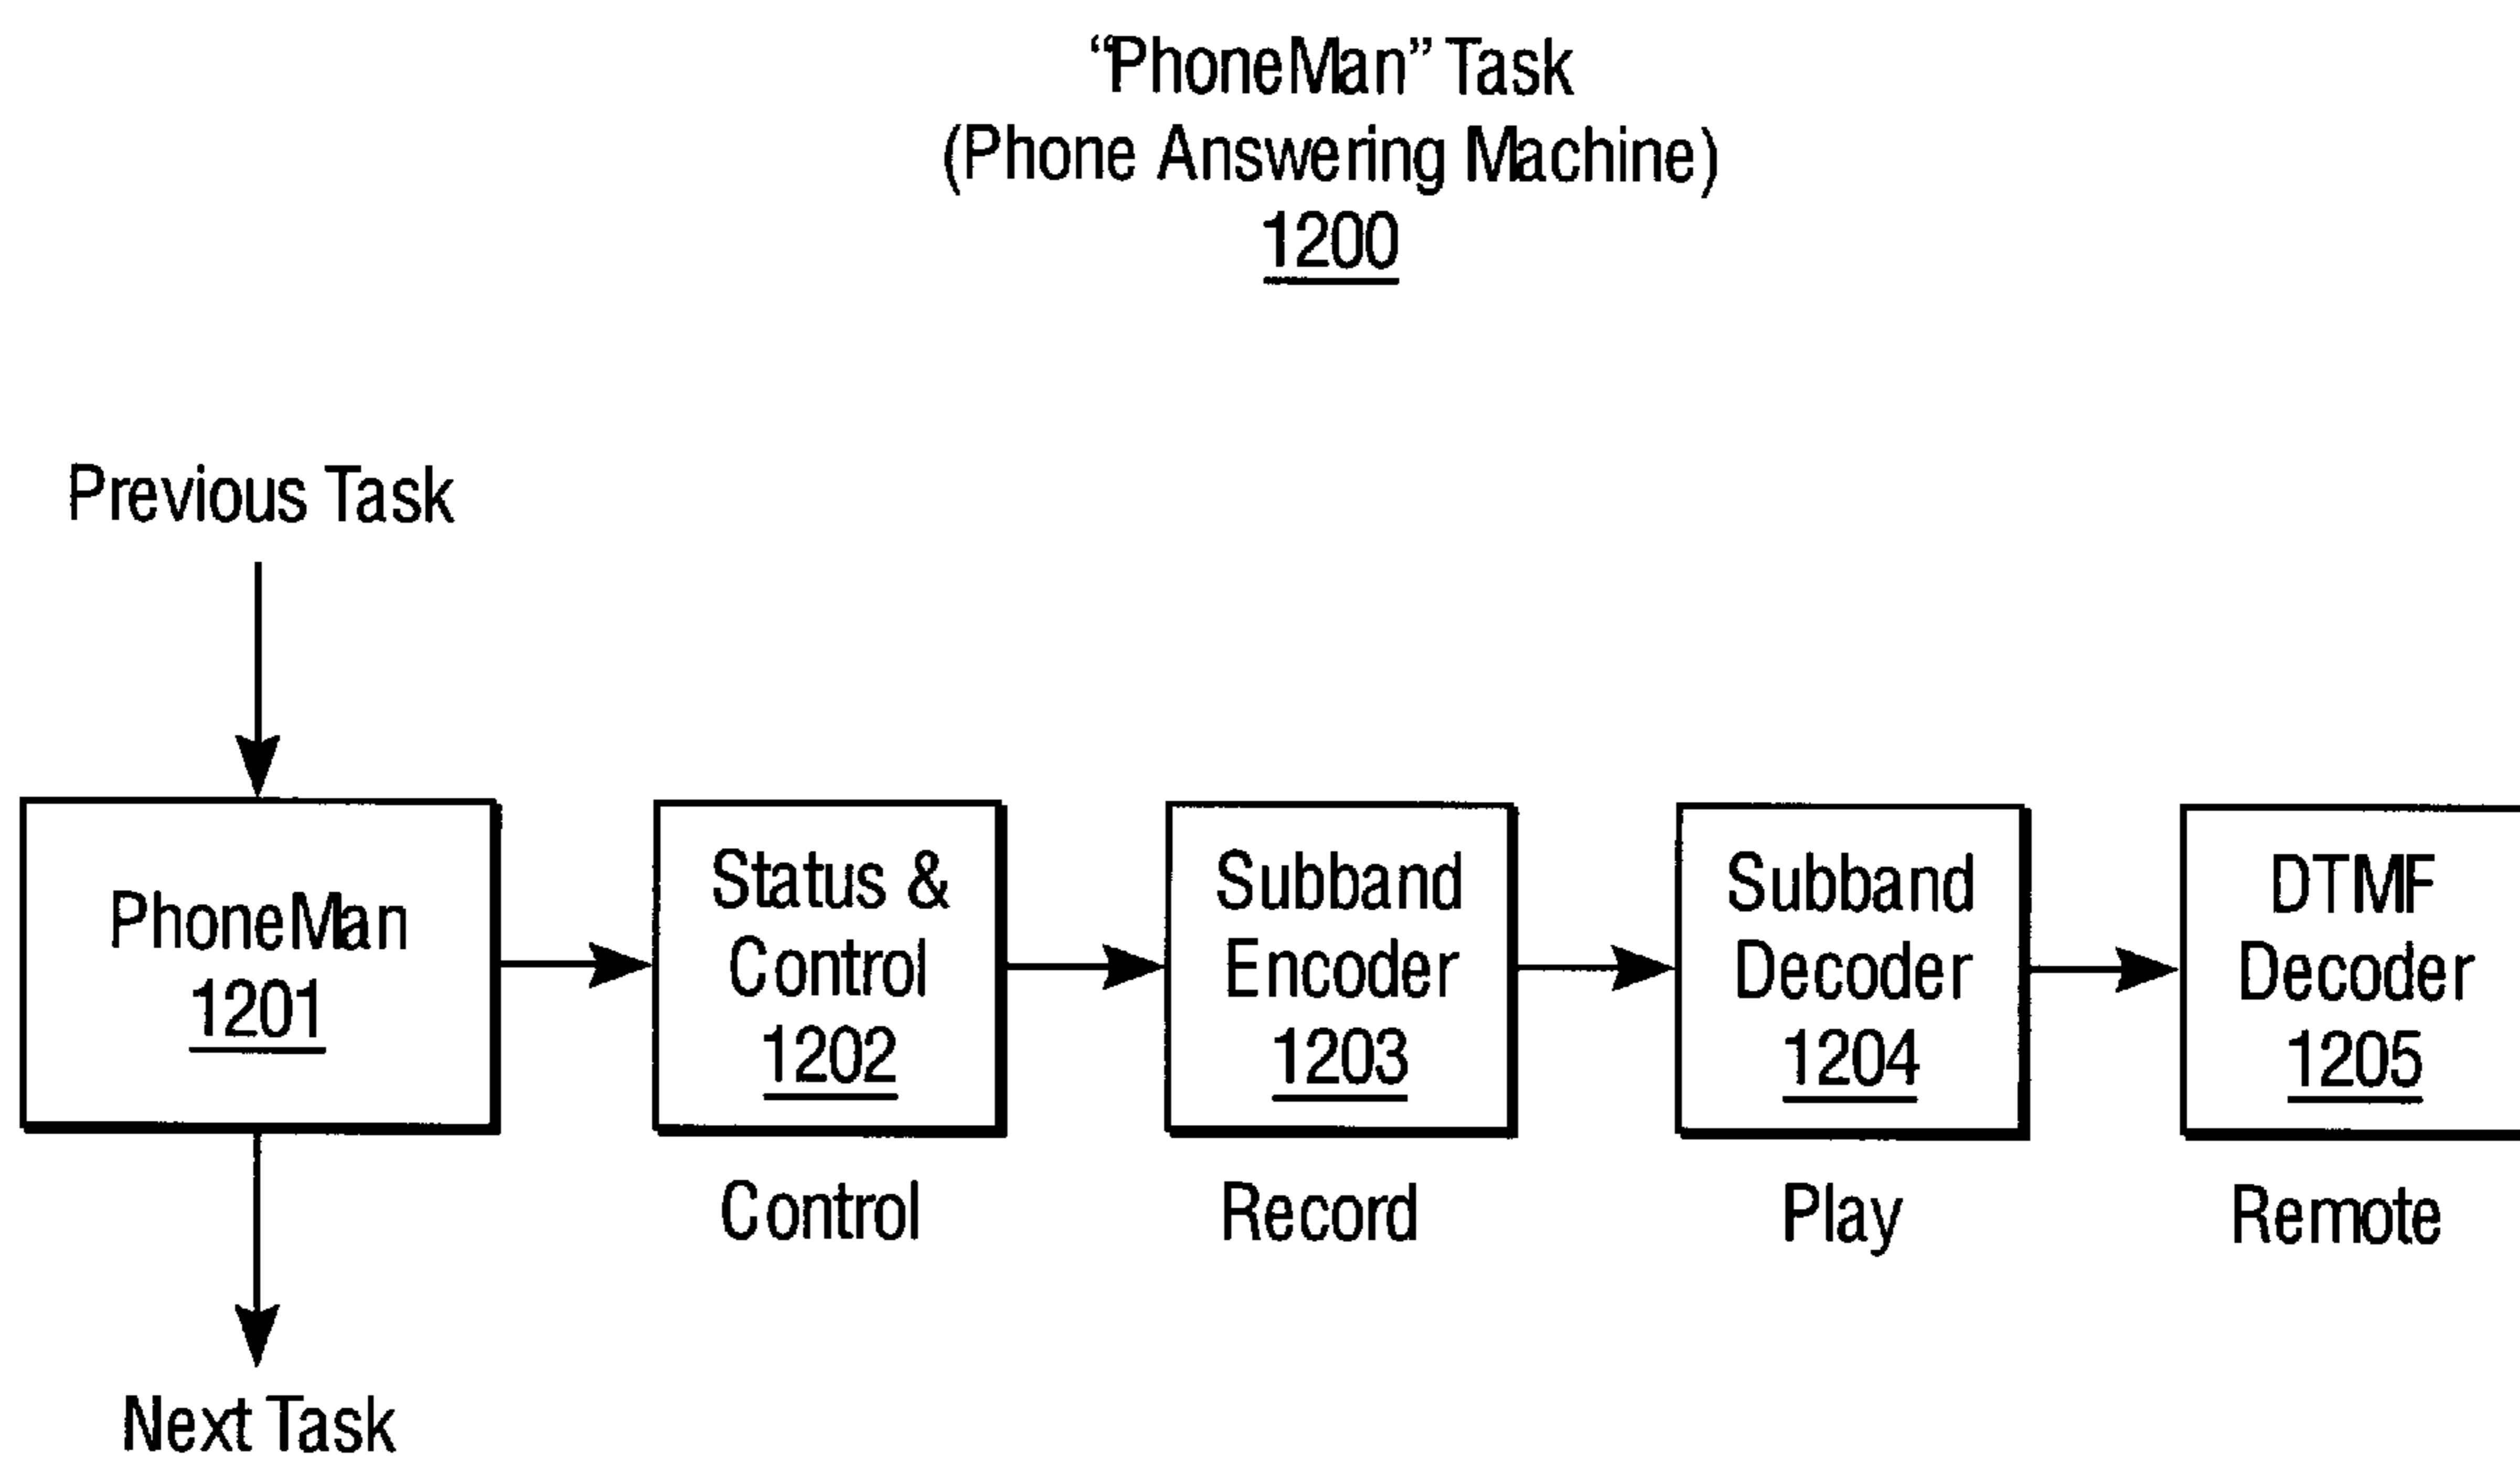 “PhoneMan” Task
(Phone Answering Machine)
1200
Previous Task
PhoneMan
1201
Status &
Control
1202
Control
Subband
Encoder
1203
Record
Subband
Decoder
1204
Play
DTMF
Decoder
1205
Remote
Next Task